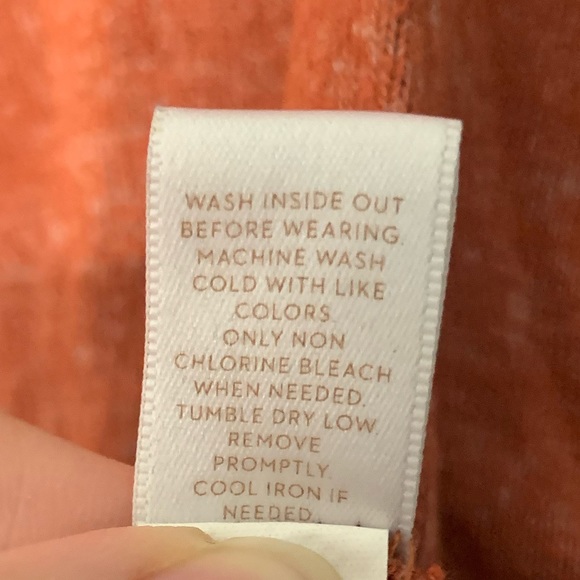 WASH INSIDE OUT
BEFORE WEARING.
MACHINE WASH
COLD WITH LIKE
COLORS.
ONLY NON
CHLORINE BLEACH
WHEN NEEDED.
TUMBLE DRY LOW.
REMOVE
PROMPTLY.
COOL IRON IF
NEEDED.